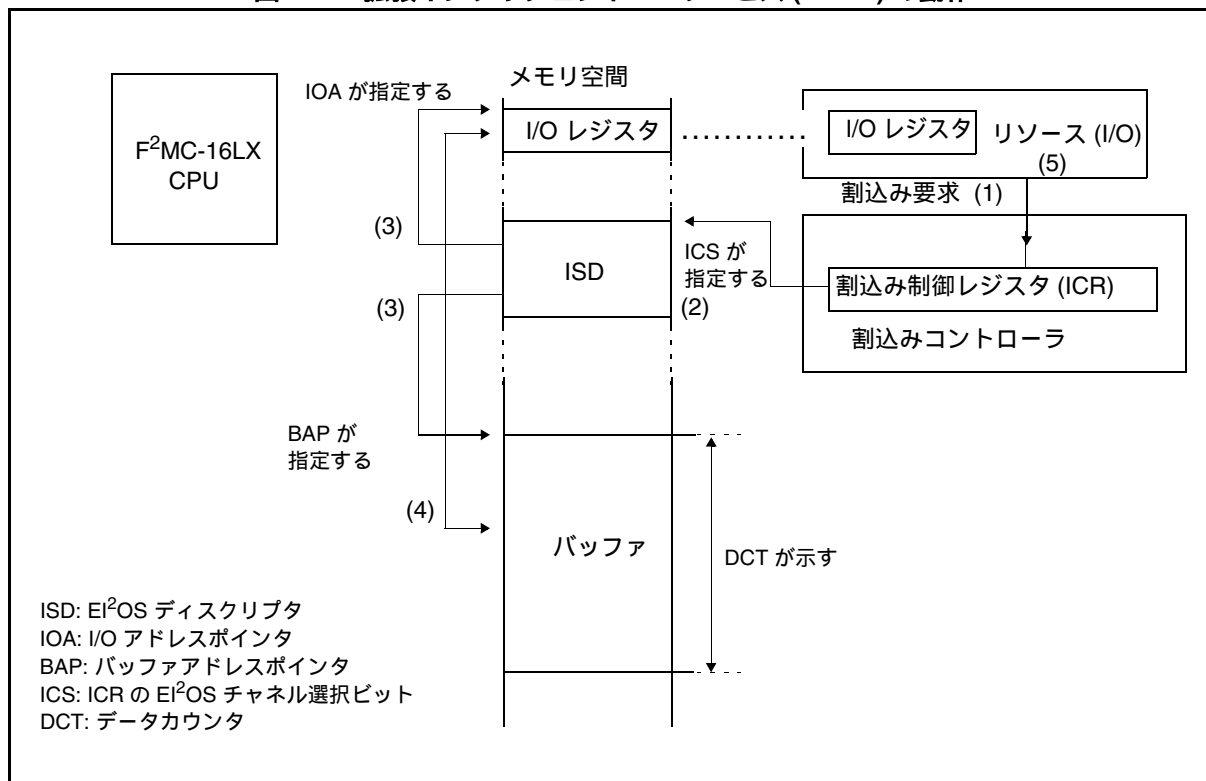 F²MC-16LX
CPU
メモリ空間
IOA が指定する
I/O レジスタ
I/O レジスタ
リソース (I/O)
(5)
割込み要求 (1)
(3)
ISD
ICS が
指定する
(2)
割込み制御レジスタ (ICR)
割込みコントローラ
(3)
BAP が
指定する
(4)
バッファ
DCT が示す
ISD: EI²OS ディスクリプタ
IOA: I/O アドレスポインタ
BAP: バッファアドレスポインタ
ICS: ICR の EI²OS チャネル選択ビット
DCT: データカウンタ